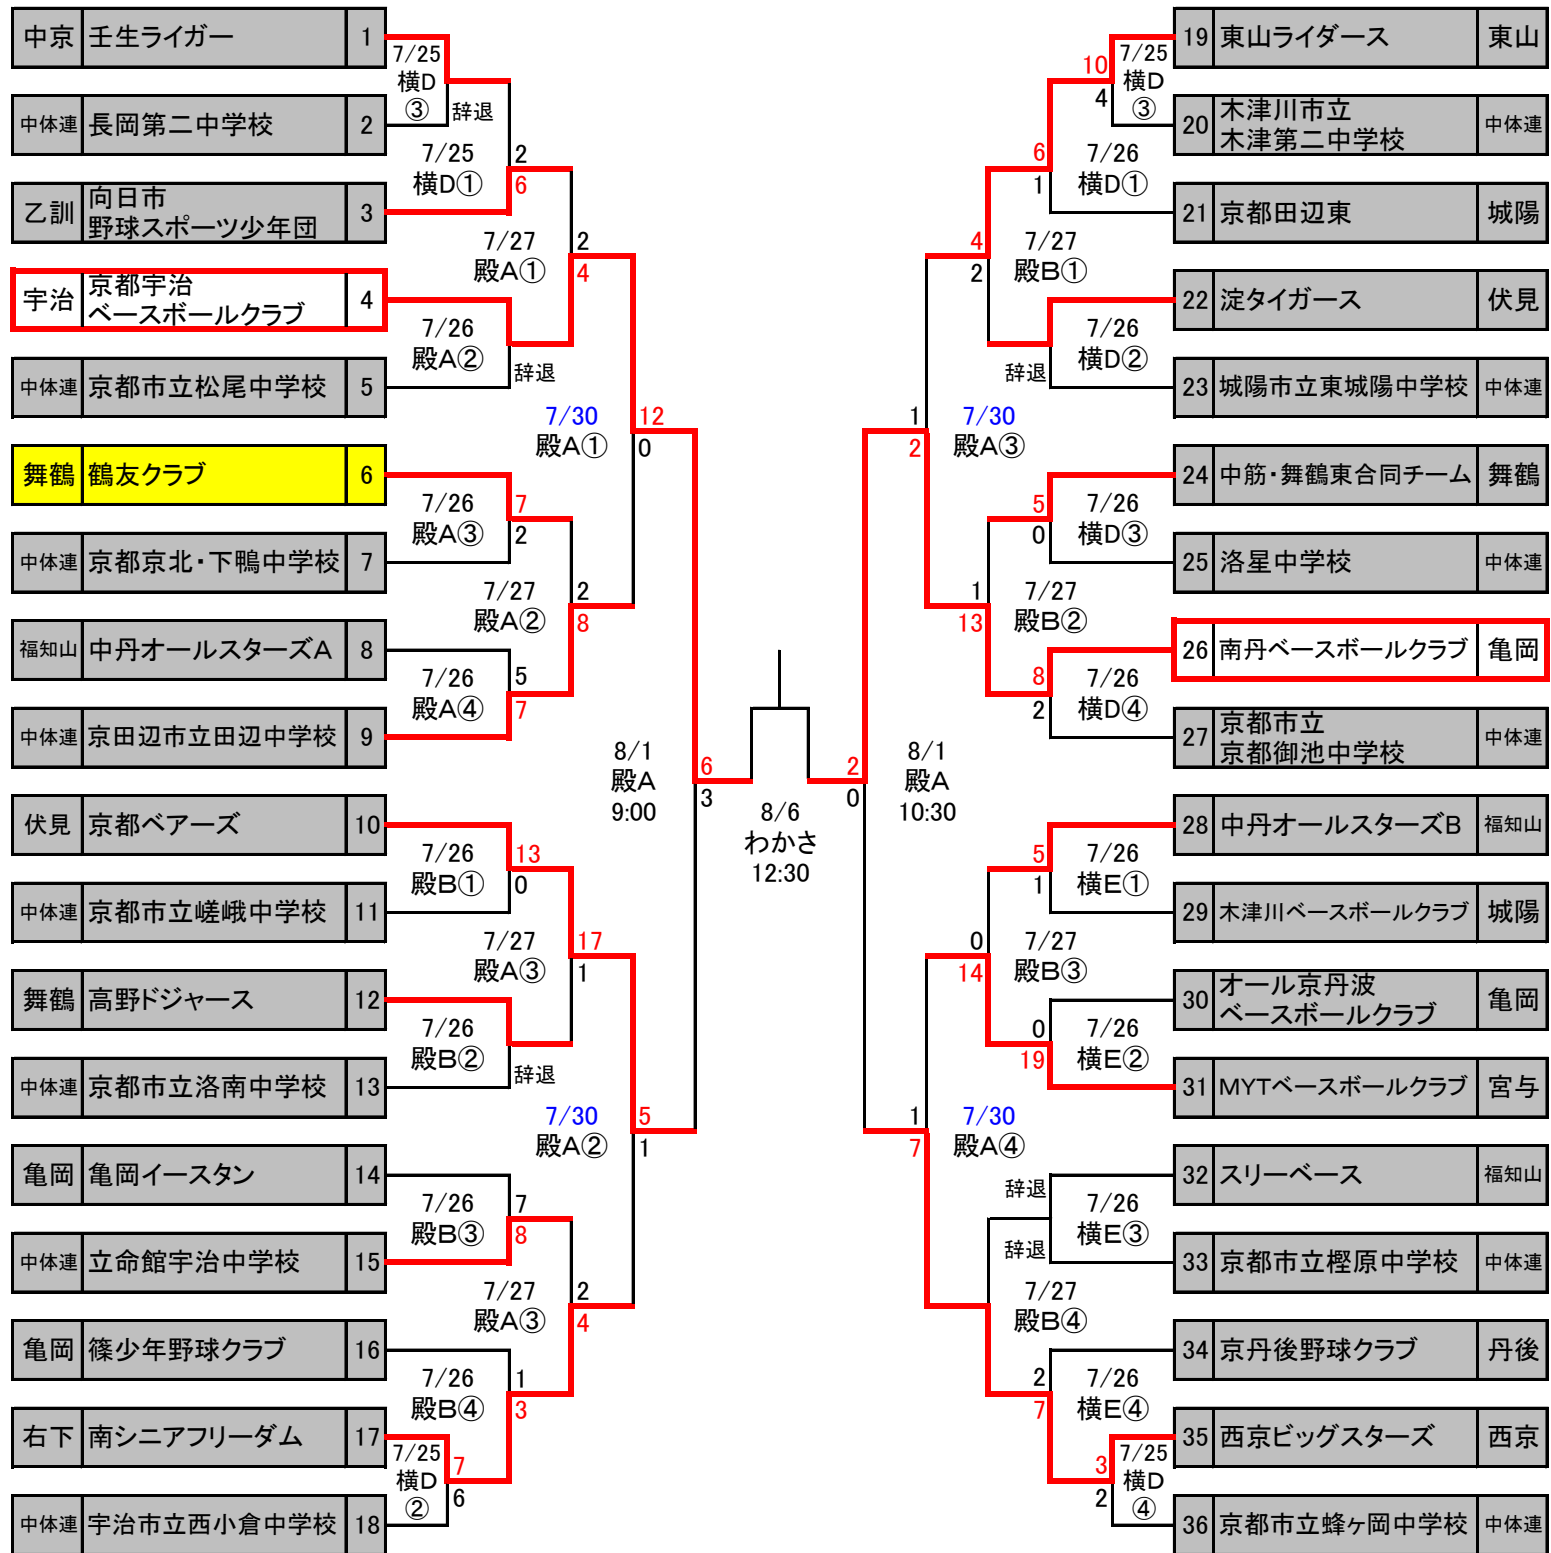 中京 壬生ライガー 1
中体連 長岡第二中学校 2
乙訓 向日市
野球スポーツ少年団 3
宇治 京都宇治
ベースボールクラブ 4
中体連 京都市立松尾中学校 5
舞鶴 鶴友クラブ 6
中体連 京都京北・下鴨中学校 7
福知山 中丹オールスターズA 8
中体連 京田辺市立田辺中学校 9
伏見 京都ベアーズ 10
中体連 京都市立嵯峨中学校 11
舞鶴 高野ドジャース 12
中体連 京都市立洛南中学校 13
亀岡 亀岡イースタン 14
中体連 立命館宇治中学校 15
亀岡 篠少年野球クラブ 16
右下 南シニアフリーダム 17
中体連 宇治市立西小倉中学校 18
7/25
横D
③
辞退
7/25
横D①
2
6
7/27
殿A①
2
4
7/26
殿A②
辞退
7/30
殿A①
12
0
7/26
殿A③
7
2
7/27
殿A②
2
8
7/26
殿A④
5
7
8/1
殿A
9:00
6
3
7/26
殿B①
13
0
7/27
殿A③
17
1
7/26
殿B②
辞退
7/30
殿A②
5
1
7/26
殿B③
7
8
7/27
殿A③
2
4
7/26
殿B④
1
3
7/25
横D
②
7
6
8/6
わかさ
12:30
19 東山ライダース 東山
20 木津川市立
木津第二中学校 中体連
21 京都田辺東 城陽
22 淀タイガース 伏見
23 城陽市立東城陽中学校 中体連
24 中筋・舞鶴東合同チーム 舞鶴
25 洛星中学校 中体連
26 南丹ベースボールクラブ 亀岡
27 京都市立
京都御池中学校 中体連
28 中丹オールスターズB 福知山
29 木津川ベースボールクラブ 城陽
30 オール京丹波
ベースボールクラブ 亀岡
31 MYTベースボールクラブ 宮与
32 スリーベース 福知山
33 京都市立樫原中学校 中体連
34 京丹後野球クラブ 丹後
35 西京ビッグスターズ 西京
36 京都市立蜂ヶ岡中学校 中体連
10
4
7/25
横D
③
6
1
7/26
横D①
4
2
7/27
殿B①
7/26
横D②
辞退
1
2
7/30
殿A③
5
0
7/26
横D③
1
13
7/27
殿B②
8
2
7/26
横D④
2
0
8/1
殿A
10:30
5
1
7/26
横E①
0
14
7/27
殿B③
0
19
7/26
横E②
1
7
7/30
殿A④
辞退
辞退
7/26
横E③
7/27
殿B④
2
7
7/26
横E④
3
2
7/25
横D
④